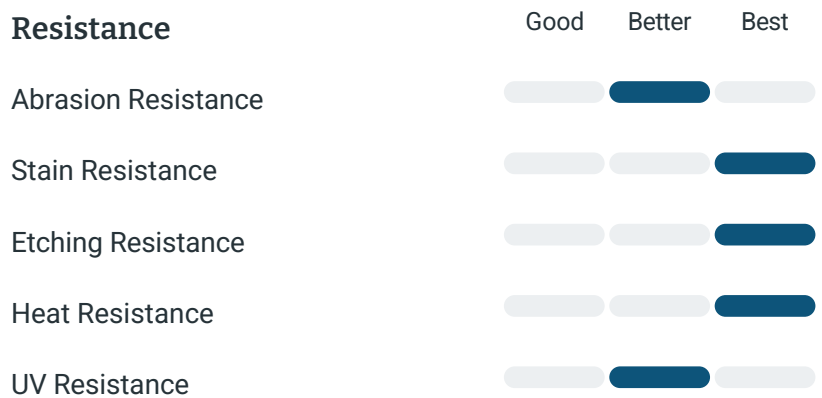 Resistance Good Better Best
Abrasion Resistance
Stain Resistance
Etching Resistance
Heat Resistance
UV Resistance